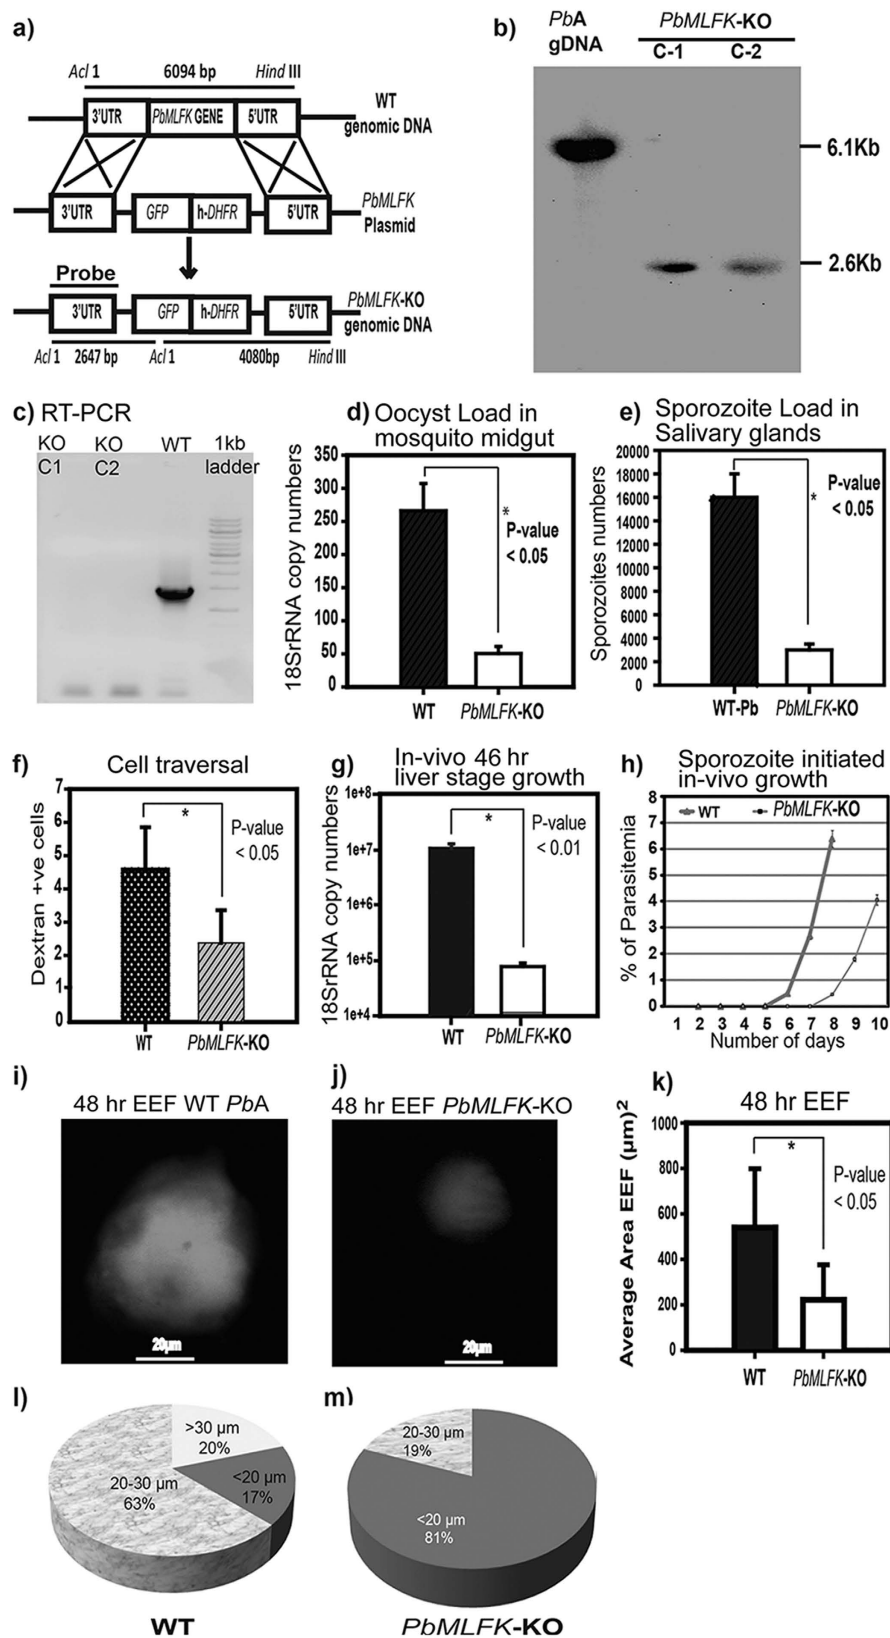 a)
Acl 1 6094 bp Hind III
3'UTR PbMLFK GENE 5'UTR
WT
genomic DNA
3'UTR GFP h-DHFR 5'UTR
PbMLFK
Plasmid
Probe
3'UTR GFP h-DHFR 5'UTR
PbMLFK-KO
genomic DNA
Acl 1 2647 bp Acl 1 4080bp Hind III
b)
PbA
gDNA
PbMLFK-KO
C-1 C-2
6.1Kb
2.6Kb
c) RT-PCR
KO
C1
KO
C2
WT
1kb
ladder
d) Oocyst Load in
mosquito midgut
18SrRNA copy numbers
350
300
250
200
150
100
50
0
*
P-value
< 0.05
WT PbMLFK-KO
e) Sporozoite Load in
Salivary glands
Sporozoites numbers
20000
18000
16000
14000
12000
10000
8000
6000
4000
2000
0
P-value
* < 0.05
WT-Pb PbMLFK-KO
f) Cell traversal
Dextran +ve cells
7
6
5
4
3
2
1
0
*
P-value
< 0.05
WT PbMLFK-KO
g) In-vivo 46 hr
liver stage growth
18SrRNA copy numbers
1e+8
1e+7
1e+6
1e+5
1e+4
*
P-value
< 0.01
WT PbMLFK-KO
h) Sporozoite initiated
in-vivo growth
% of Parasitemia
8
7
6
5
4
3
2
1
0
WT PbMLFK-KO
1 2 3 4 5 6 7 8 9 10
Number of days
i)
48 hr EEF WT PbA
20µm
j)
48 hr EEF PbMLFK-KO
20µm
k) 48 hr EEF
Average Area EEF (µm)²
1000
800
600
400
200
0
*
P-value
< 0.05
WT PbMLFK-KO
l)
>30 µm
20%
20-30 µm
63%
<20 µm
17%
WT
m)
20-30 µm
19%
<20 µm
81%
PbMLFK-KO